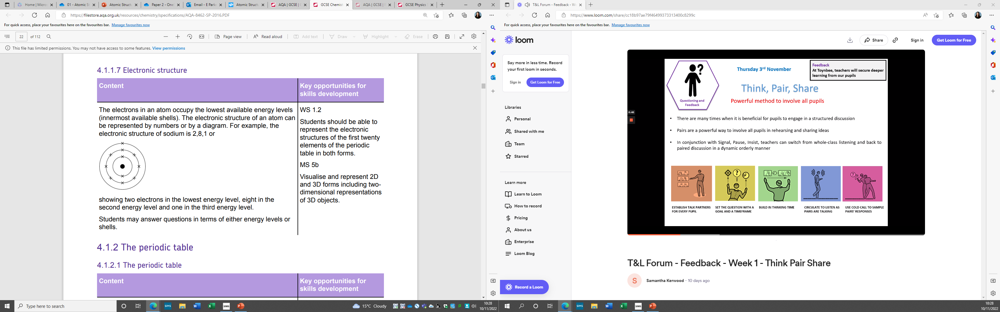 Home | Micros
01 - Atomic St
Atomic Structu
Paper 2 - One
Email - E Parke
Atomic Structu
AQA | GCSE | C
GCSE Chemist
AQA | GCSE | P
GCSE Physics
https://filestore.aqa.org.uk/resources/chemistry/specifications/AQA-8462-SP-2016.PDF
For quick access, place your favourites here on the favourites bar. Manage favourites now
22 of 112
Page view
Read aloud
Add text
Draw
Highlight
Erase
This file has limited permissions. You may not have access to some features. View permissions
4.1.1.7 Electronic structure
Content
Key opportunities for
skills development
The electrons in an atom occupy the lowest available energy levels
(innermost available shells). The electronic structure of an atom can
be represented by numbers or by a diagram. For example, the
electronic structure of sodium is 2,8,1 or
showing two electrons in the lowest energy level, eight in the
second energy level and one in the third energy level.
Students may answer questions in terms of either energy levels or
shells.
WS 1.2
Students should be able to
represent the electronic
structures of the first twenty
elements of the periodic
table in both forms.
MS 5b
Visualise and represent 2D
and 3D forms including two-
dimensional representations
of 3D objects.
4.1.2 The periodic table
4.1.2.1 The periodic table
Content
Key opportunities for
skills development
Type here to search
SIMS
SIMS
15°C Cloudy
10:28
10/11/2022
T&L Forum - Feedback - We
https://www.loom.com/share/cc18b97ae79f46499373313400c8299c
For quick access, place your favourites here on the favourites bar. Manage favourites now
loom
Share
Sign in
Get Loom for Free
Say more in less time. Record
your first loom in seconds.
Sign in
Get Loom for Free
Libraries
Personal
Shared with me
Team
Starred
Learn more
Learn to Loom
How to record
Pricing
About us
Enterprise
Loom Blog
Record a Loom
0:40
?
Questioning and
Feedback
Thursday 3rd November
Feedback
At Toynbee, teachers will secure deeper
learning from our pupils
Think, Pair, Share
Powerful method to involve all pupils
• There are many times when it is beneficial for pupils to engage in a structured discussion
• Pairs are a powerful way to involve all pupils in rehearsing and sharing ideas
• In conjunction with Signal, Pause, Insist, teachers can switch from whole-class listening and back to
paired discussion in a dynamic orderly manner
ESTABLISH TALK PARTNERS
FOR EVERY PUPIL
SET THE QUESTION WITH A
GOAL AND A TIMEFRAME
BUILD IN THINKING TIME
CIRCULATE TO LISTEN AS
PAIRS ARE TALKING
USE COLD CALL TO SAMPLE
PAIRS' RESPONSES
T&L Forum - Feedback - Week 1 - Think Pair Share
S
Samantha Kerwood · 10 days ago
SIMS
SIMS
10:28
10/11/2022